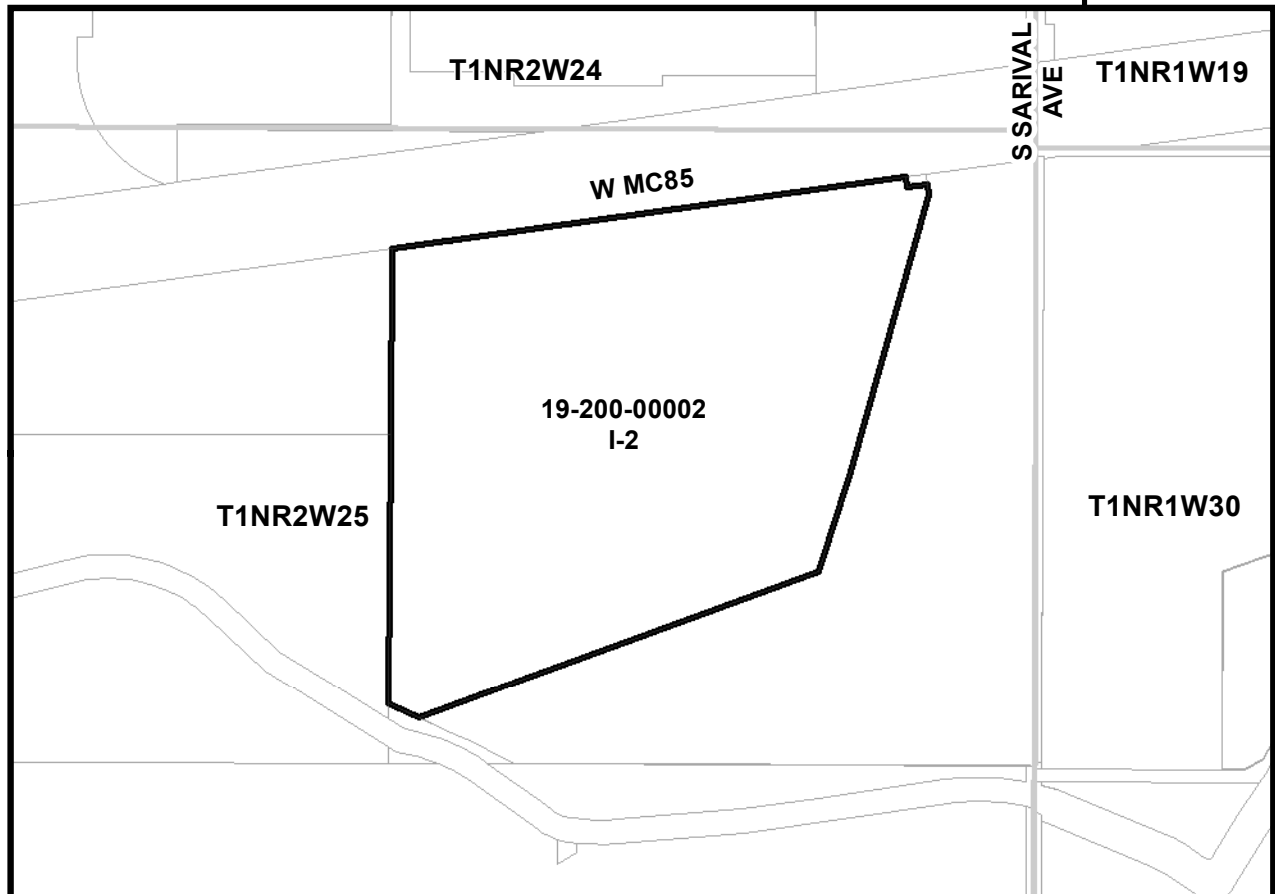 T1NR2W24
S SARIVAL
AVE
T1NR1W19
W MC85
19-200-00002
I-2
T1NR2W25
T1NR1W30